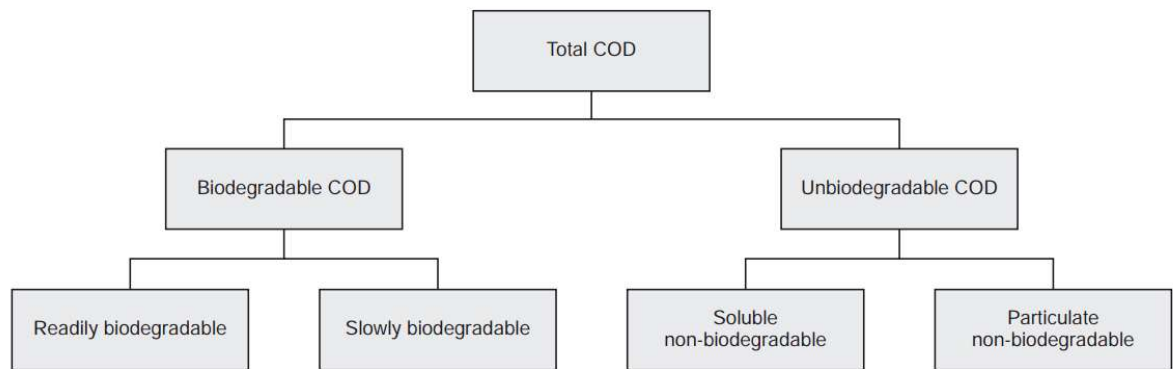 Total COD
Biodegradable COD
Unbiodegradable COD
Readily biodegradable
Slowly biodegradable
Soluble
non-biodegradable
Particulate
non-biodegradable